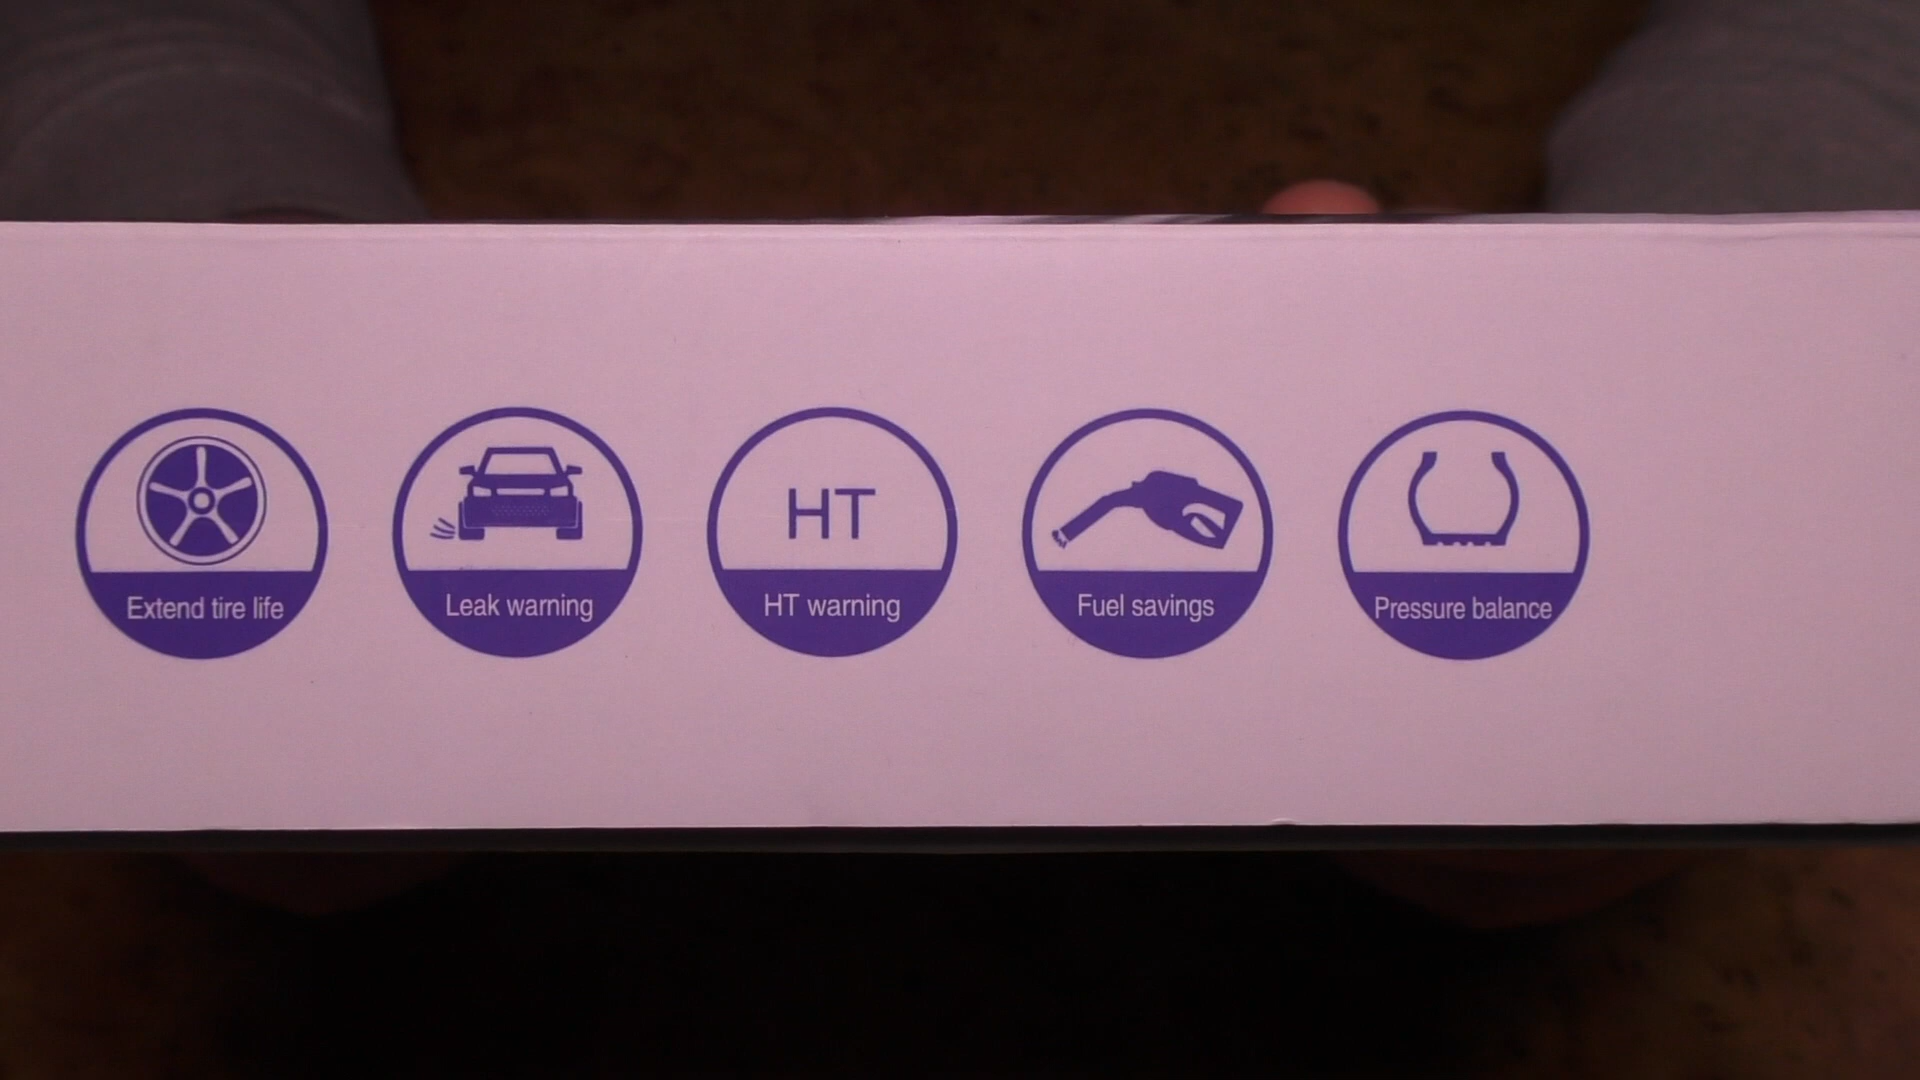 HT
Extend tire life
Leak warning
HT warning
Fuel savings
Pressure balance